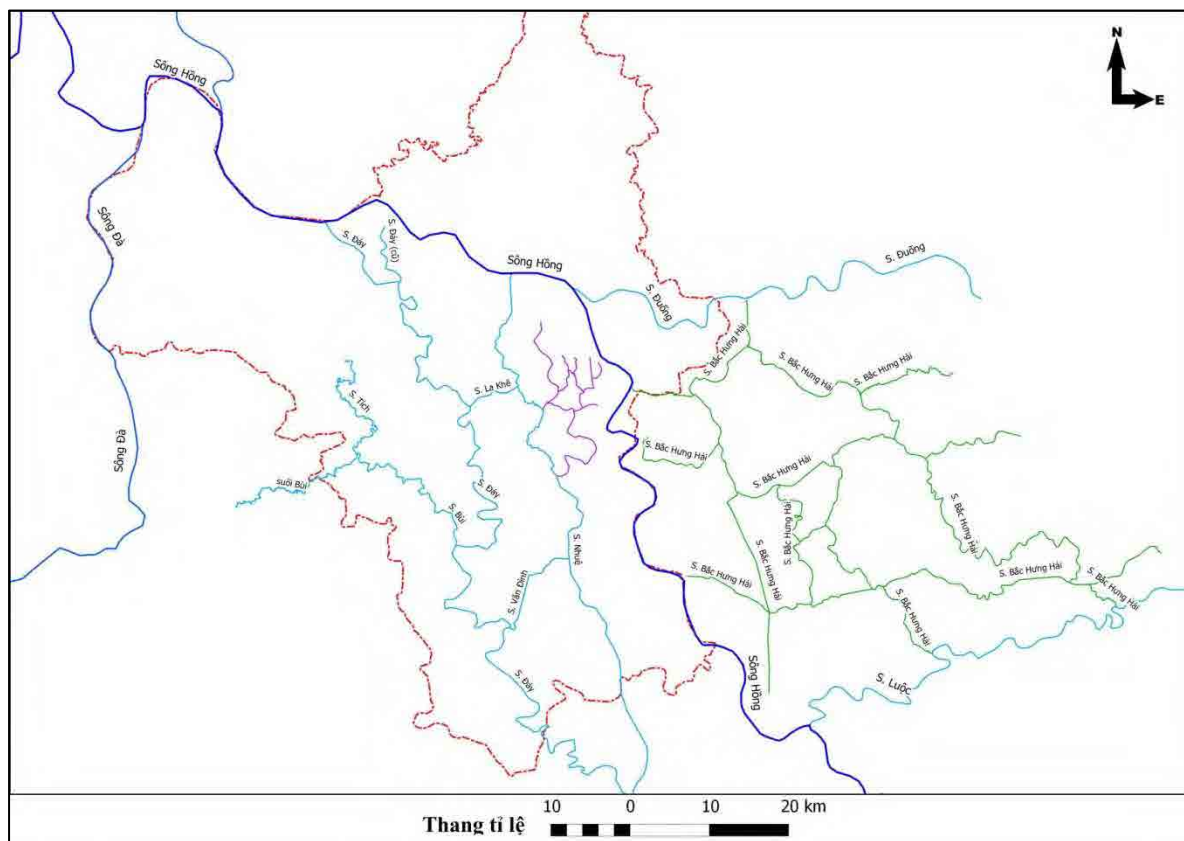 N
E
Sông Hồng
Sông Đà
S. Đáy
S. Đáy (cũ)
Sông Hồng
S. Đuống
S. Đuống
S. Bắc Hưng Hải
S. Bắc Hưng Hải
S. Bắc Hưng Hải
S. La Khê
S. Tích
Sông Đà
S. Bắc Hưng Hải
S. Bắc Hưng Hải
suối Bùi
S. Đáy
S. Bùi
S. Nhuệ
S. Bắc Hưng Hải
S. Bắc Hưng Hải
S. Bắc Hưng Hải
S. Bắc Hưng Hải
S. Bắc Hưng Hải
S. Bắc Hưng Hải
S. Vân Đình
S. Bắc Hưng Hải
Sông Hồng
S. Đáy
S. Luộc
10 0 10 20 km
Thang tỉ lệ